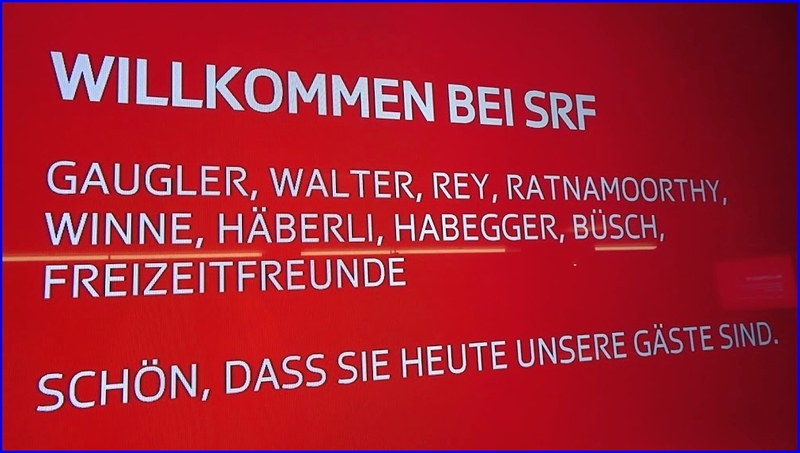 WILLKOMMEN BEI SRF
GAUGLER, WALTER, REY, RATNAMOORTHY,
WINNE, HÄBERLI, HABEGGER, BÜSCH,
FREIZEITFREUNDE
SCHÖN, DASS SIE HEUTE UNSERE GÄSTE SIND.